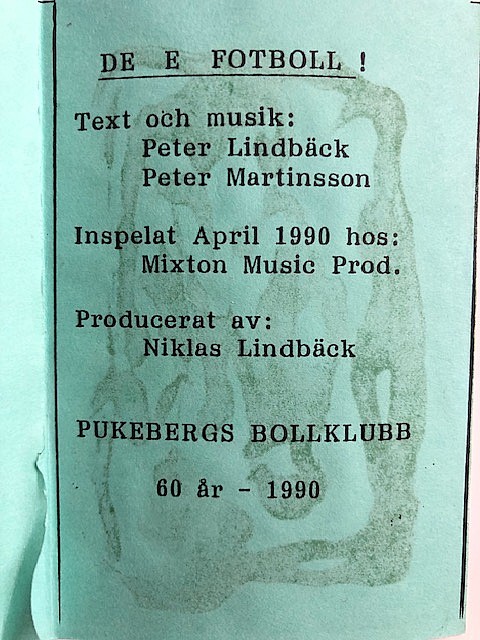 DE E FOTBOLL !
Text och musik:
Peter Lindbäck
Peter Martinsson
Inspelat April 1990 hos:
Mixton Music Prod.
Producerat av:
Niklas Lindbäck
PUKEBERGS BOLLKLUBB
60 år - 1990